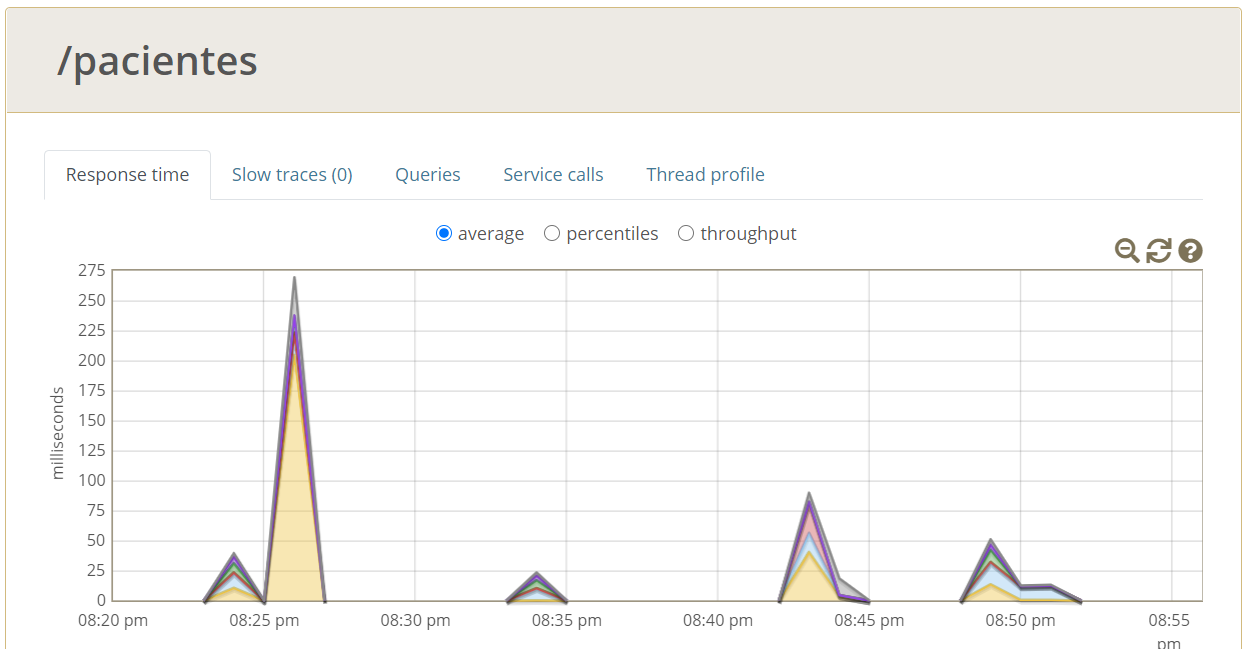 /pacientes
Response time Slow traces (0) Queries Service calls Thread profile
average percentiles throughput
275
250
225
200
175
150
125
100
75
50
25
0
milliseconds
08:20 pm 08:25 pm 08:30 pm 08:35 pm 08:40 pm 08:45 pm 08:50 pm 08:55
pm